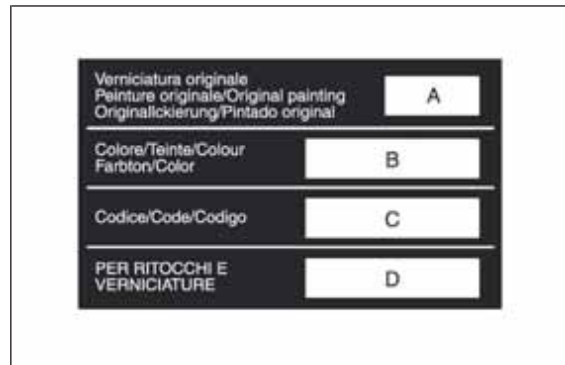 Verniciatura originale
Peinture originale/Original painting
Originallckierung/Pintado original
A
Colore/Teinte/Colour
Farbton/Color
B
Codice/Code/Codigo
C
PER RITOCCHI E
VERNICIATURE
D